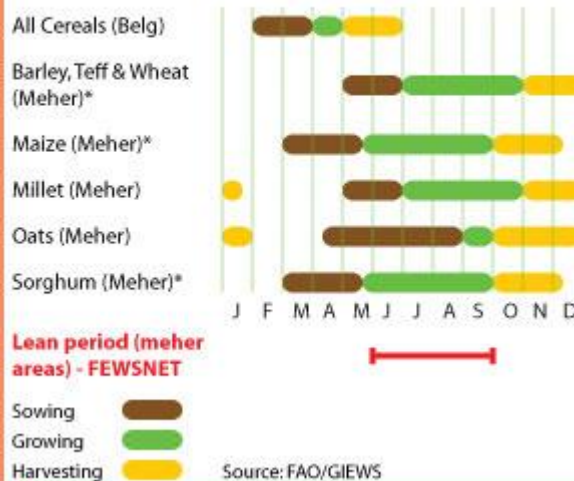 All Cereals (Belg)
Barley, Teff & Wheat
(Meher)*
Maize (Meher)*
Millet (Meher)
Oats (Meher)
Sorghum (Meher)*
J F M A M J J A S O N D
Lean period (meher
areas) - FEWSNET
Sowing
Growing
Harvesting
Source: FAO/GIEWS